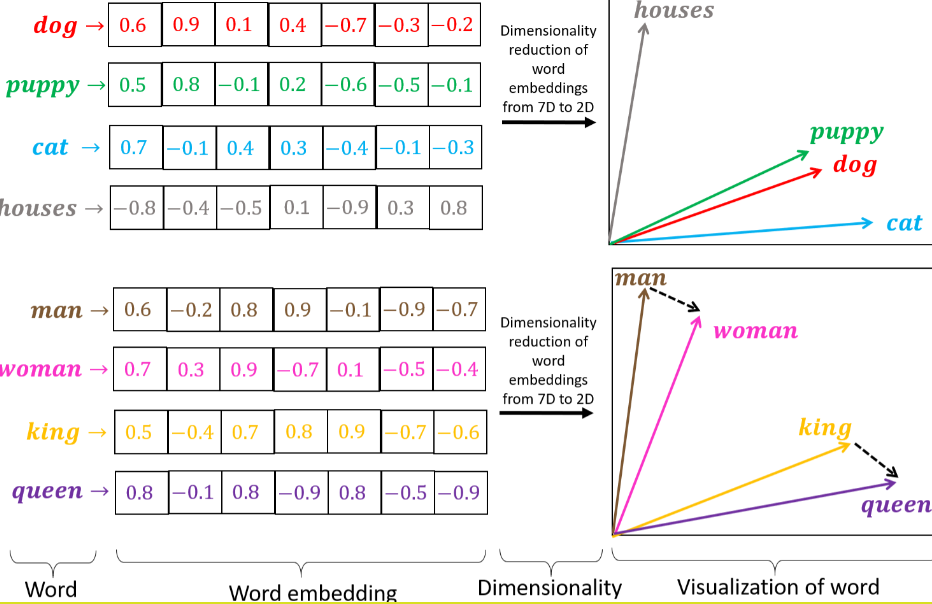 dog → 0.6 0.9 0.1 0.4 −0.7 −0.3 −0.2
puppy → 0.5 0.8 −0.1 0.2 −0.6 −0.5 −0.1
cat → 0.7 −0.1 0.4 0.3 −0.4 −0.1 −0.3
houses → −0.8 −0.4 −0.5 0.1 −0.9 0.3 0.8
Dimensionality
reduction of
word
embeddings
from 7D to 2D
houses
puppy
dog
cat
man → 0.6 −0.2 0.8 0.9 −0.1 −0.9 −0.7
woman → 0.7 0.3 0.9 −0.7 0.1 −0.5 −0.4
king → 0.5 −0.4 0.7 0.8 0.9 −0.7 −0.6
queen → 0.8 −0.1 0.8 −0.9 0.8 −0.5 −0.9
Dimensionality
reduction of
word
embeddings
from 7D to 2D
man
woman
king
queen
Word
Word embedding
Dimensionality
Visualization of word